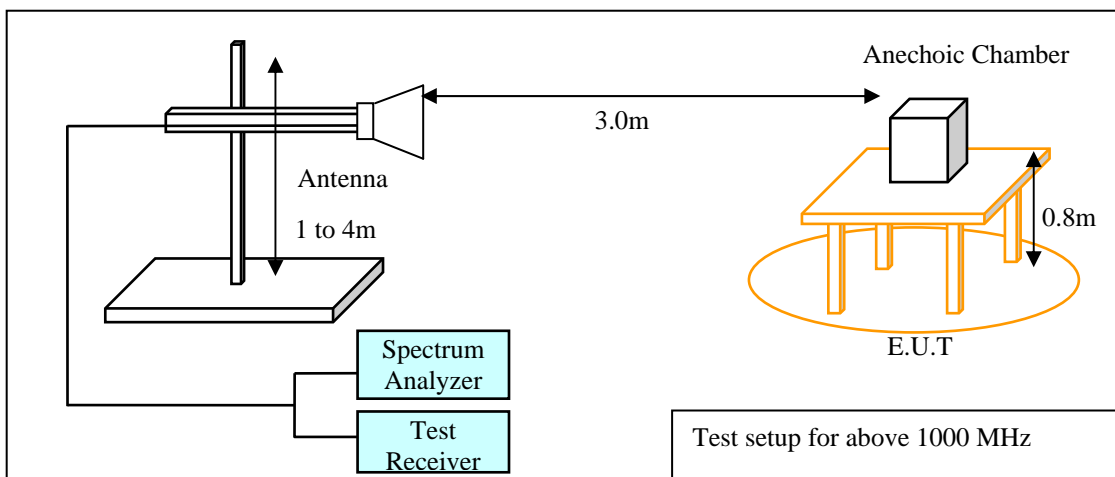 Anechoic Chamber
3.0m
Antenna
1 to 4m
0.8m
E.U.T
Spectrum
Analyzer
Test
Receiver
Test setup for above 1000 MHz